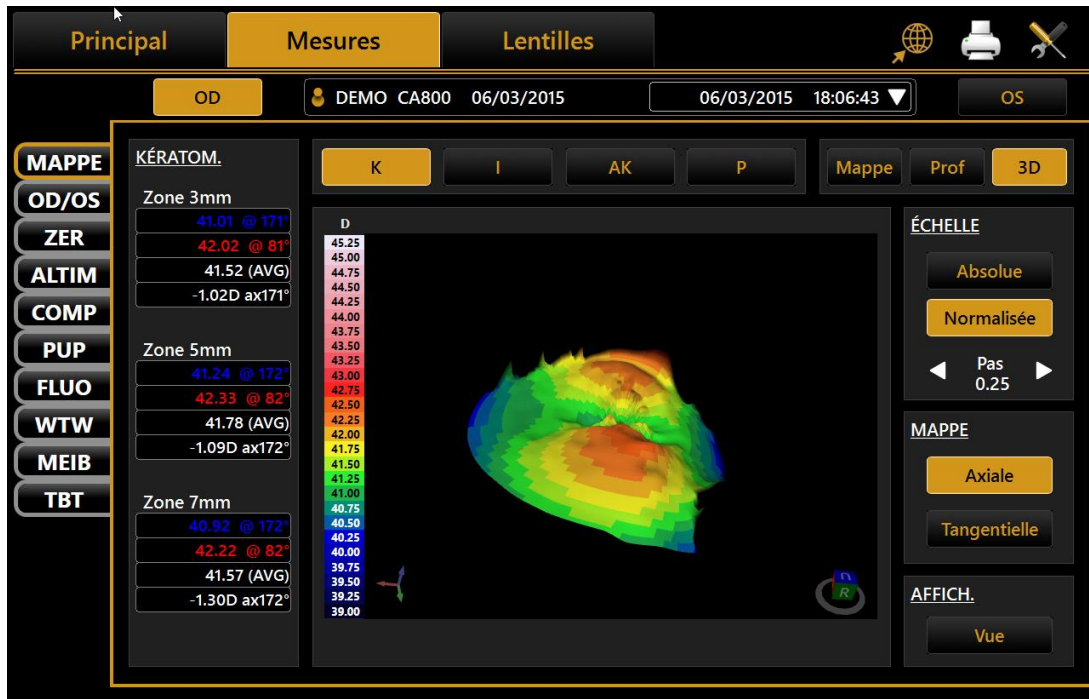 Principal Mesures Lentilles
OD DEMO CA800 06/03/2015 06/03/2015 18:06:43 OS
MAPPE
OD/OS
ZER
ALTIM
COMP
PUP
FLUO
WTW
MEIB
TBT
KÉRATOM.
Zone 3mm
41.01 @ 171°
42.02 @ 81°
41.52 (AVG)
-1.02D ax171°
Zone 5mm
41.24 @ 172°
42.33 @ 82°
41.78 (AVG)
-1.09D ax172°
Zone 7mm
40.92 @ 172°
42.22 @ 82°
41.57 (AVG)
-1.30D ax172°
K I AK P
Mappe Prof 3D
D
45.25
45.00
44.75
44.50
44.25
44.00
43.75
43.50
43.25
43.00
42.75
42.50
42.25
42.00
41.75
41.50
41.25
41.00
40.75
40.50
40.25
40.00
39.75
39.50
39.25
39.00
R
ÉCHELLE
Absolue
Normalisée
Pas
0.25
MAPPE
Axiale
Tangentielle
AFFICH.
Vue